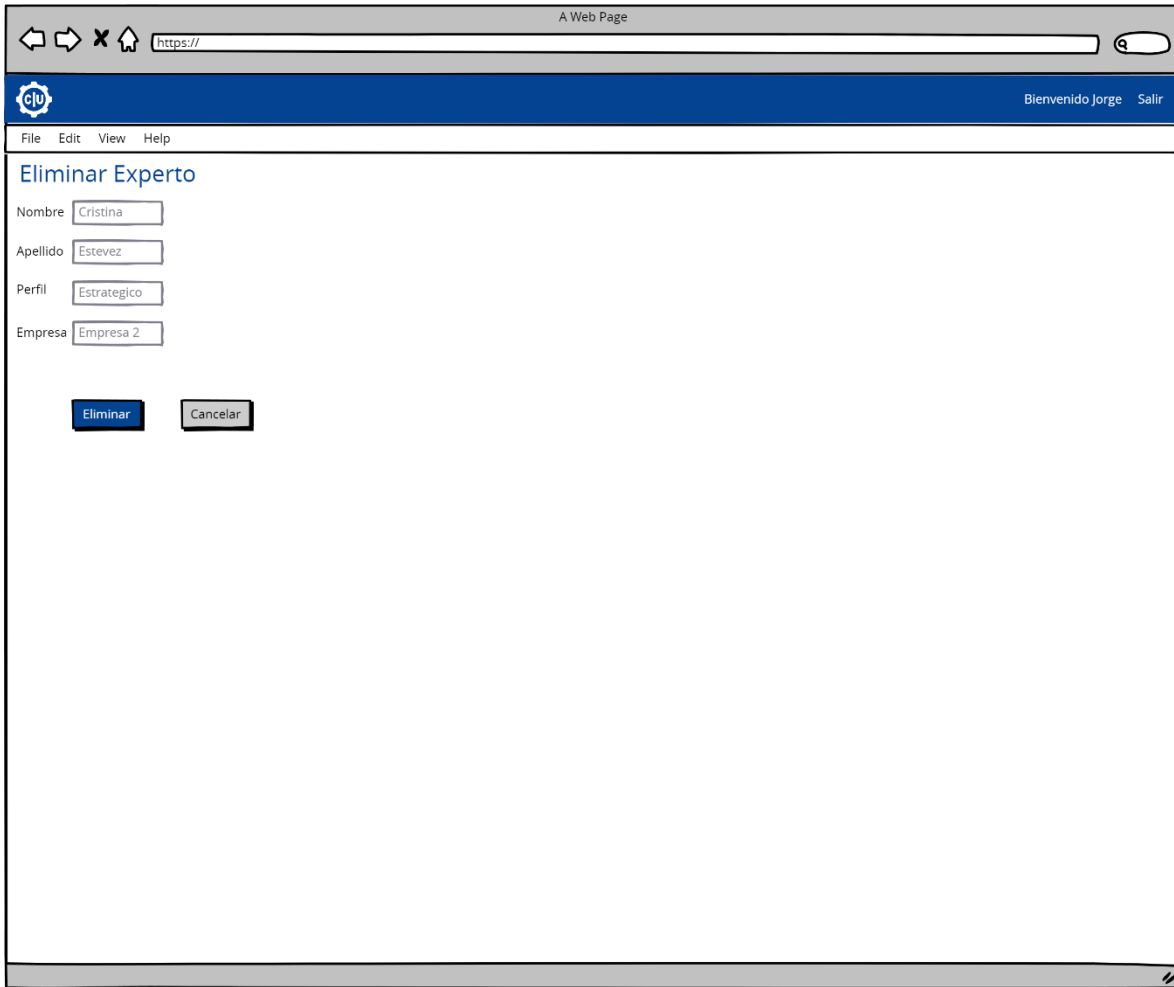 A Web Page
https://
c|u
Bienvenido Jorge Salir
File Edit View Help
Eliminar Experto
Nombre Cristina
Apellido Estevez
Perfil Estrategico
Empresa Empresa 2
Eliminar Cancelar